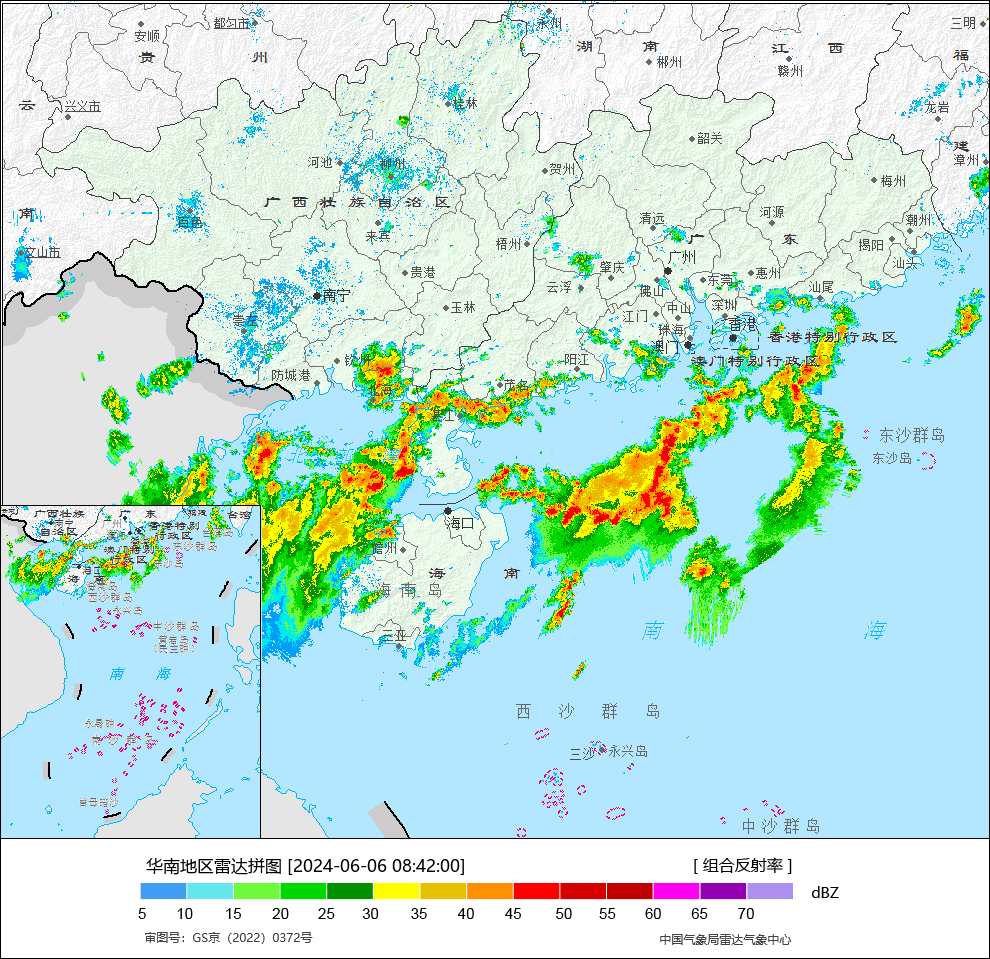 都匀市
永州
三明
安顺
贵 州
湖 南
江 西
福
郴州
赣州
云
兴义市
桂林
龙岩
韶关
建
漳州
河池
柳州
贺州
梅州
广 西 壮 族 自 治 区
南
百色
来宾
清远
河源
潮州
文山市
梧州
广 东
揭阳
汕头
广州
贵港
肇庆
惠州
云浮
佛山
东莞
汕尾
南宁
玉林
江门
中山
深圳
崇左
珠海
香港
香港特别行政区
澳门
澳门特别行政区
钦州
阳江
防城港
茂名
湛江
东沙群岛
东沙岛
海口
儋州
海 南
海 南 岛
三亚
南 海
西 沙 群 岛
三沙
永兴岛
中 沙 群 岛
广西壮族
自治区
广 东
台湾
南宁
广州
香港特别
行政区
澳门特别
行政区
东沙群岛
海口
海 南
西沙群岛
永兴岛
中沙群岛
黄岩岛
(民主礁)
南 海
永暑礁
南 沙 群 岛
曾母暗沙
华南地区雷达拼图 [2024-06-06 08:42:00]
[ 组合反射率 ]
dBZ
5 10 15 20 25 30 35 40 45 50 55 60 65 70
审图号：GS京（2022）0372号
中国气象局雷达气象中心